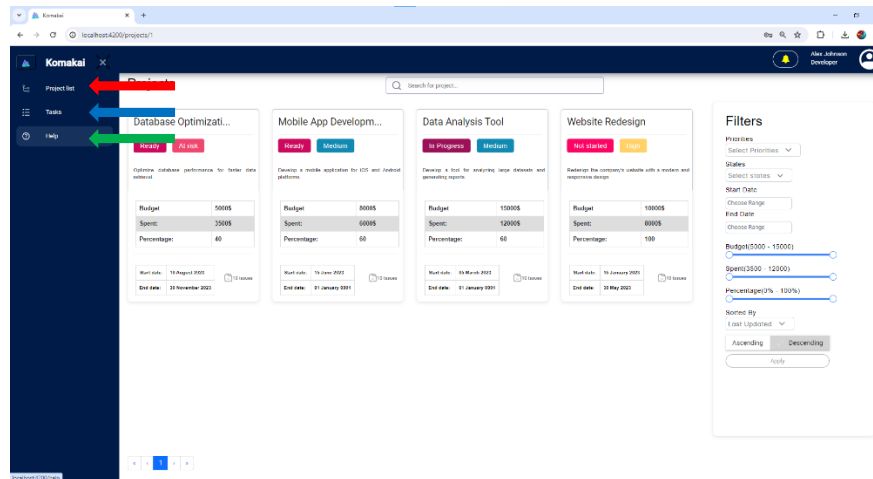 Komakai
localhost:4200/projects/1
Komakai
Alex Johnson
Developer
Project list
Tasks
Help
Search for project...
Database Optimizati...
Ready
At risk
Optimize database performance for faster data
retrieval.
Budget 5000$
Spent: 3500$
Percentage: 40
Start date: 15 August 2023
End date: 30 November 2023
10 Issues
Mobile App Developm...
Ready
Medium
Develop a mobile application for iOS and Android
platforms.
Budget 8000$
Spent: 6000$
Percentage: 60
Start date: 15 June 2023
End date: 01 January 0001
10 Issues
Data Analysis Tool
In Progress
Medium
Develop a tool for analyzing large datasets and
generating reports.
Budget 15000$
Spent: 12000$
Percentage: 60
Start date: 05 March 2023
End date: 01 January 0001
10 Issues
Website Redesign
Not started
High
Redesign the company's website with a modern and
responsive design
Budget 10000$
Spent: 8000$
Percentage: 100
Start date: 15 January 2023
End date: 30 May 2023
10 Issues
Filters
Priorities
Select Priorities
States
Select states
Start Date
Choose Range
End Date
Choose Range
Budget(5000 - 15000)
Spent(3500 - 12000)
Percentage(0% - 100%)
Sorted By
Last Updated
Ascending Descending
Apply
« ‹ 1 › »